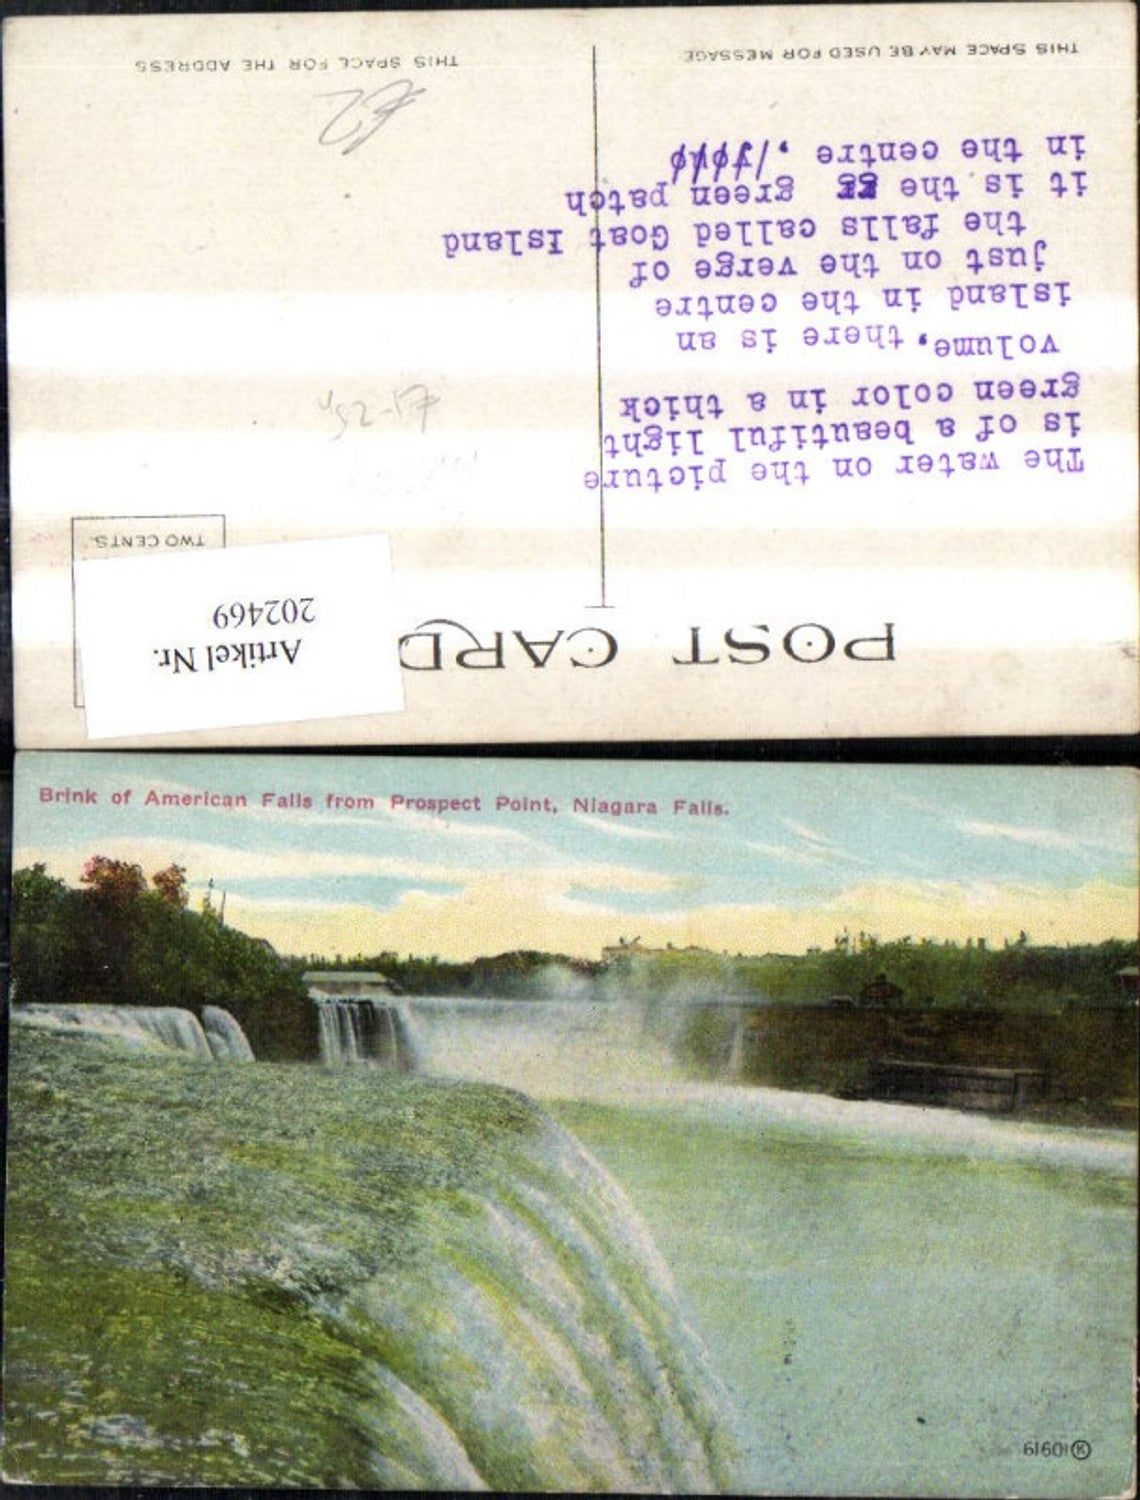 POST CARD
THIS SPACE MAY BE USED FOR MESSAGE
THIS SPACE FOR THE ADDRESS
TWO CENTS.
Artikel Nr.
202469
The water on the picture
is of a beautiful light
green color in a thick
volume, there is an
island in the centre
just on the verge of
the falls called Goat Island
it is the green patch
in the centre ,
Brink of American Falls from Prospect Point, Niagara Falls.
61601 K